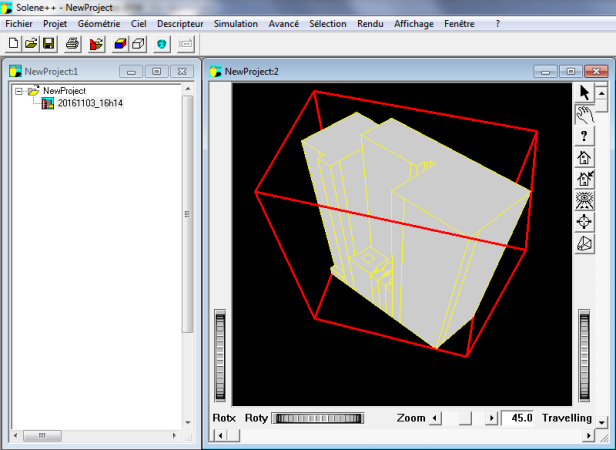 Solene++ - NewProject
Fichier Projet Géométrie Ciel Descripteur Simulation Avancé Sélection Rendu Affichage Fenêtre ?
NewProject:1
NewProject
20161103_16h14
NewProject:2
?
Rotx Roty Zoom 45.0 Travelling